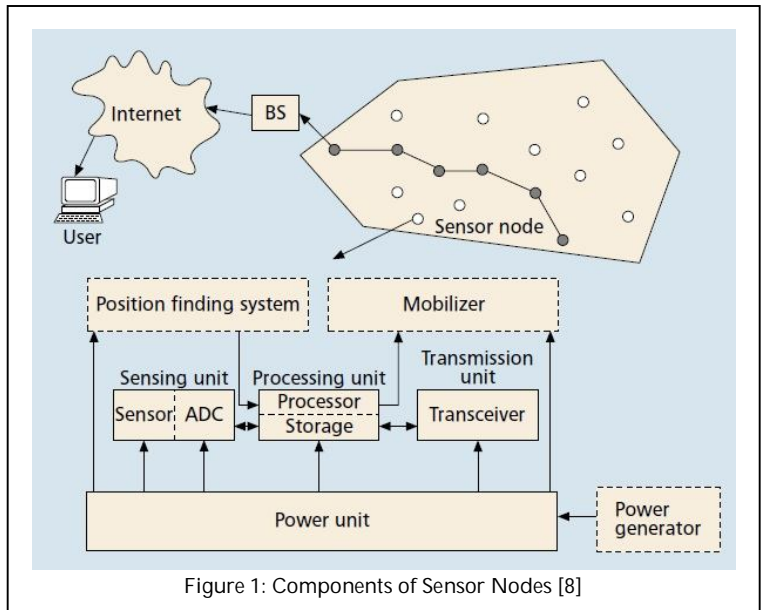 Internet
BS
User
Sensor node
Position finding system
Mobilizer
Sensing unit
Processing unit
Transmission
unit
Sensor
ADC
Processor
Storage
Transceiver
Power unit
Power
generator
Figure 1: Components of Sensor Nodes [8]